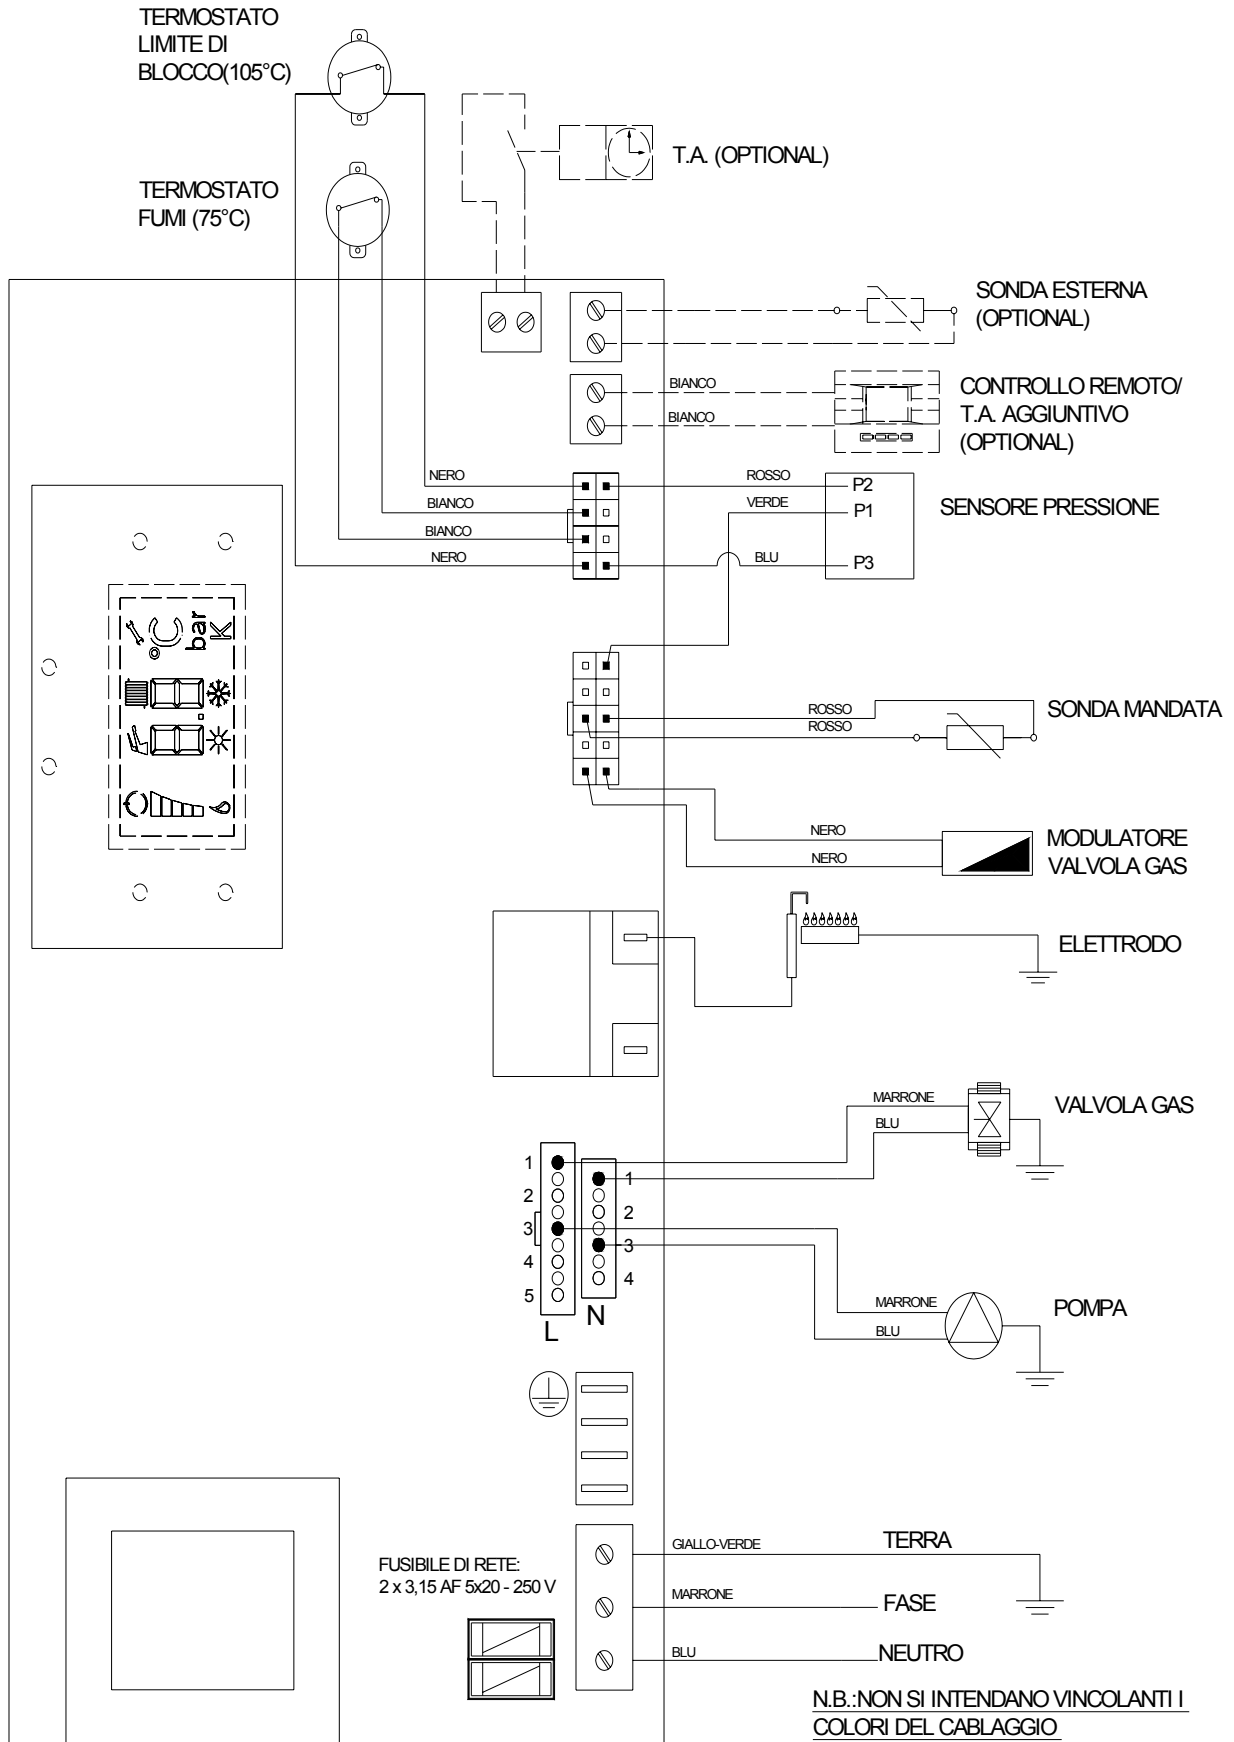 TERMOSTATO
LIMITE DI
BLOCCO(105°C)
T.A. (OPTIONAL)
TERMOSTATO
FUMI (75°C)
SONDA ESTERNA
(OPTIONAL)
BIANCO
BIANCO
CONTROLLO REMOTO/
T.A. AGGIUNTIVO
(OPTIONAL)
NERO
BIANCO
BIANCO
NERO
ROSSO
VERDE
BLU
P2
P1
P3
SENSORE PRESSIONE
°C
bar
K
ROSSO
ROSSO
SONDA MANDATA
NERO
NERO
MODULATORE
VALVOLA GAS
ELETTRODO
MARRONE
BLU
VALVOLA GAS
1
2
3
4
5
L
1
2
3
4
N
MARRONE
BLU
POMPA
GIALLO-VERDE
TERRA
FUSIBILE DI RETE:
2 x 3,15 AF 5x20 - 250 V
MARRONE
FASE
BLU
NEUTRO
N.B.:NON SI INTENDANO VINCOLANTI I
COLORI DEL CABLAGGIO